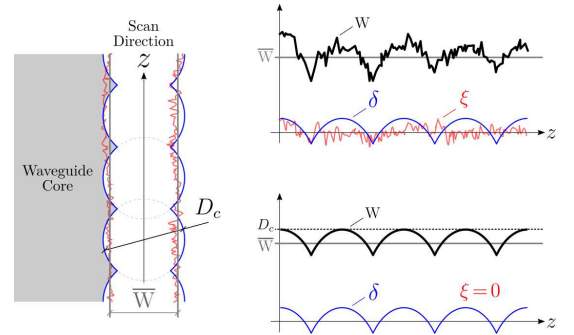 Scan
Direction
z
Waveguide
Core
D_c
W̅
W
W̅
δ
ξ
z
D_c
W
W̅
δ
ξ=0
z